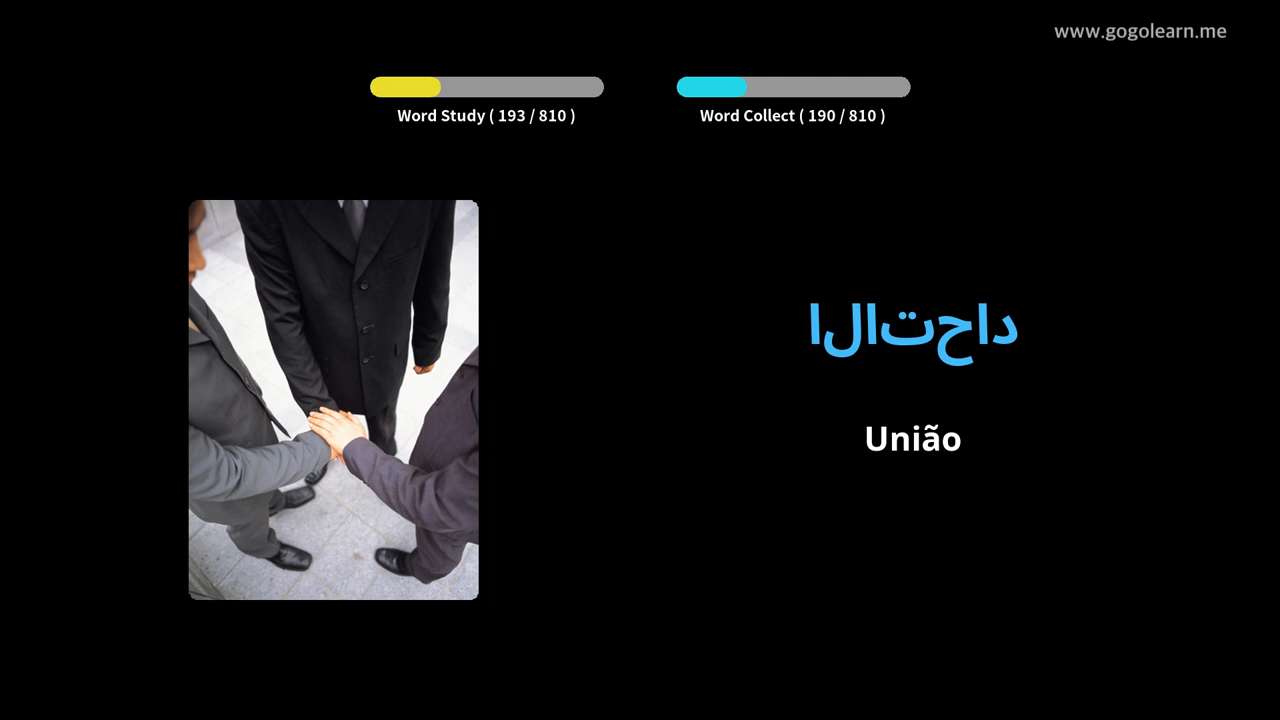 www.gogolearn.me
Word Study ( 193 / 810 )
Word Collect ( 190 / 810 )
الاتحاد
União